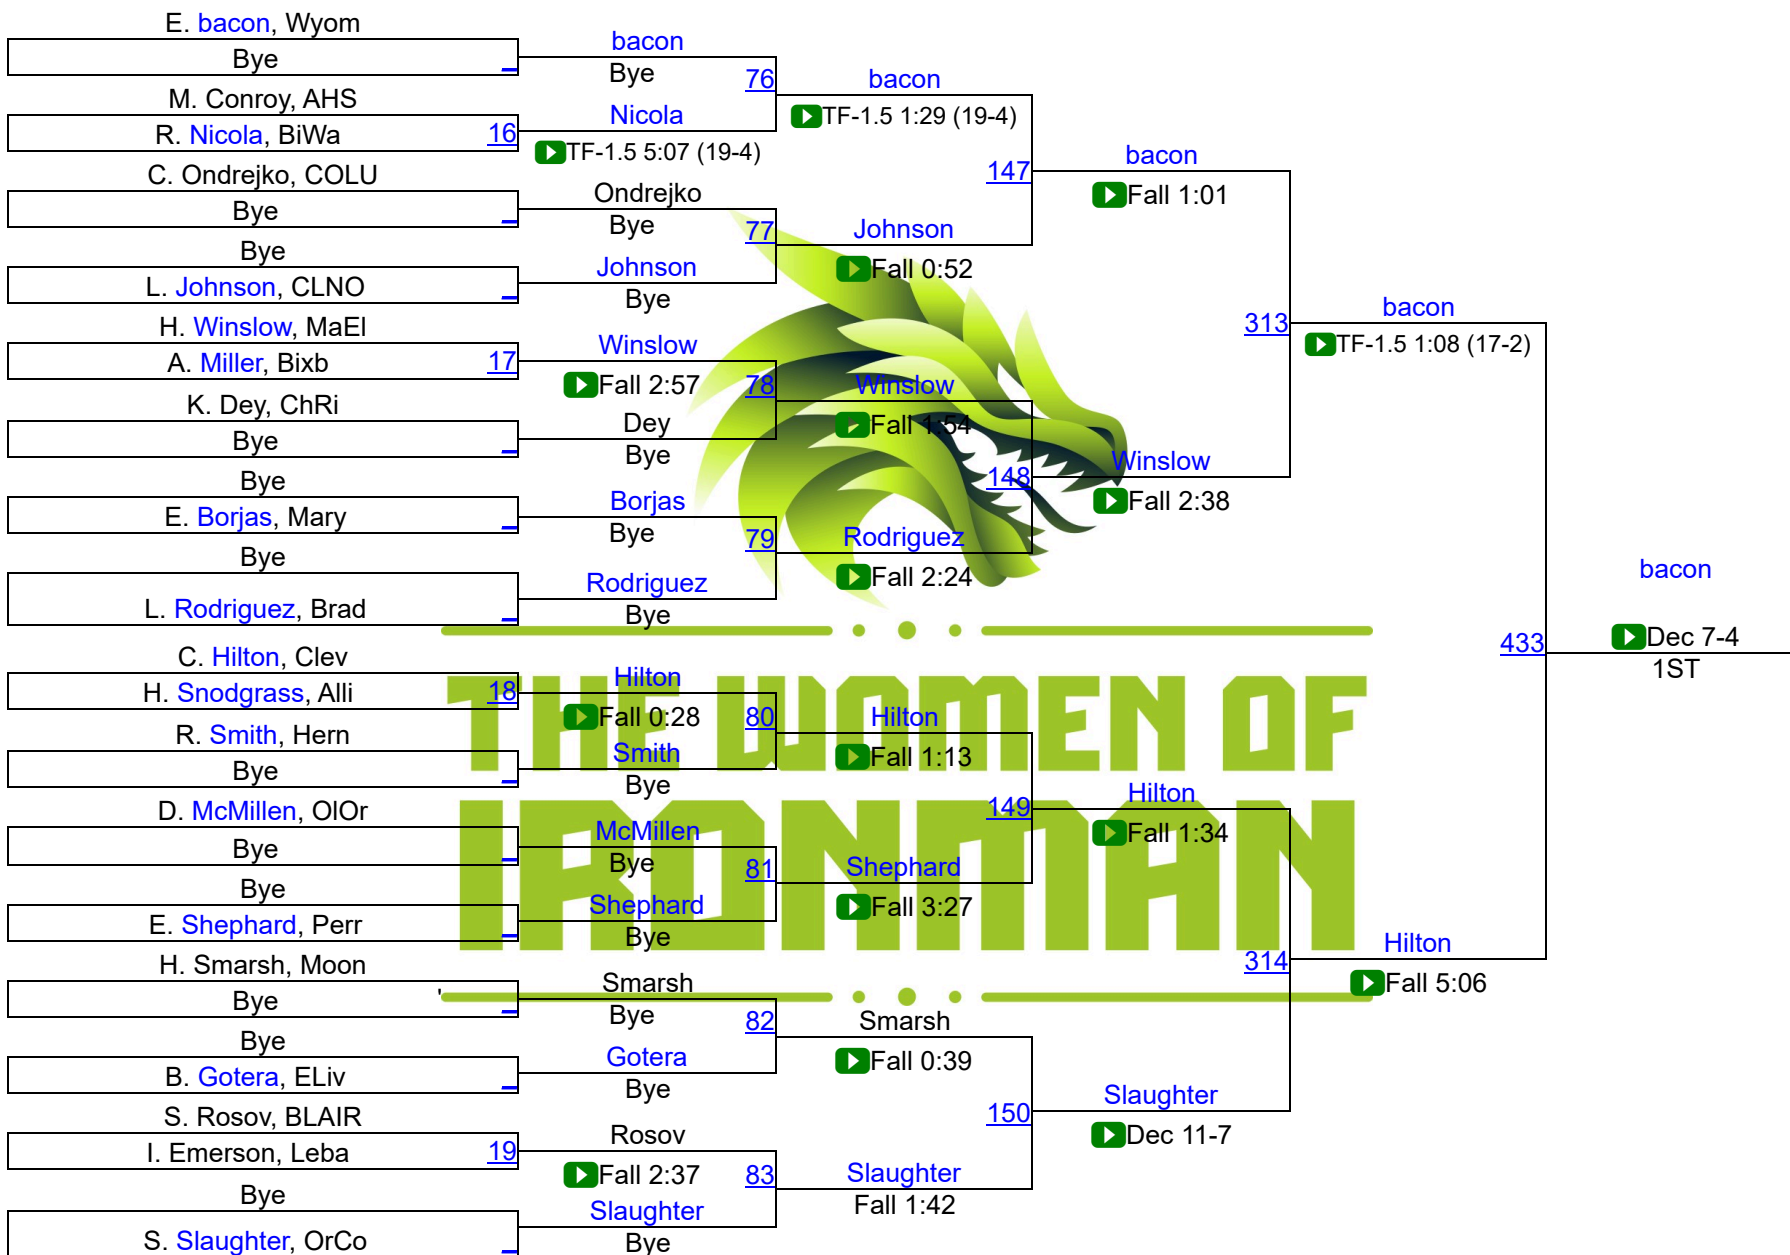 E. bacon, Wyom
Bye
bacon
Bye
76
bacon
TF-1.5 1:29 (19-4)
M. Conroy, AHS
R. Nicola, BiWa
16
Nicola
TF-1.5 5:07 (19-4)
147
bacon
Fall 1:01
C. Ondrejko, COLU
Bye
Ondrejko
Bye
77
Johnson
Fall 0:52
Bye
L. Johnson, CLNO
Johnson
Bye
313
bacon
TF-1.5 1:08 (17-2)
H. Winslow, MaEl
A. Miller, Bixb
17
Winslow
Fall 2:57
78
Winslow
Fall 1:54
K. Dey, ChRi
Bye
Dey
Bye
148
Winslow
Fall 2:38
Bye
E. Borjas, Mary
Borjas
Bye
79
Rodriguez
Fall 2:24
Bye
L. Rodriguez, Brad
Rodriguez
Bye
433
bacon
Dec 7-4
1ST
C. Hilton, Clev
H. Snodgrass, Alli
18
Hilton
Fall 0:28
80
Hilton
Fall 1:13
THE WOMEN OF
R. Smith, Hern
Bye
Smith
Bye
149
Hilton
Fall 1:34
IRONMAN
D. McMillen, OlOr
Bye
McMillen
Bye
81
Shephard
Fall 3:27
Bye
E. Shephard, Perr
Shephard
Bye
314
Hilton
Fall 5:06
H. Smarsh, Moon
Bye
'
Smarsh
Bye
82
Smarsh
Fall 0:39
Bye
B. Gotera, ELiv
Gotera
Bye
150
Slaughter
Dec 11-7
S. Rosov, BLAIR
I. Emerson, Leba
19
Rosov
Fall 2:37
83
Slaughter
Fall 1:42
Bye
S. Slaughter, OrCo
Slaughter
Bye